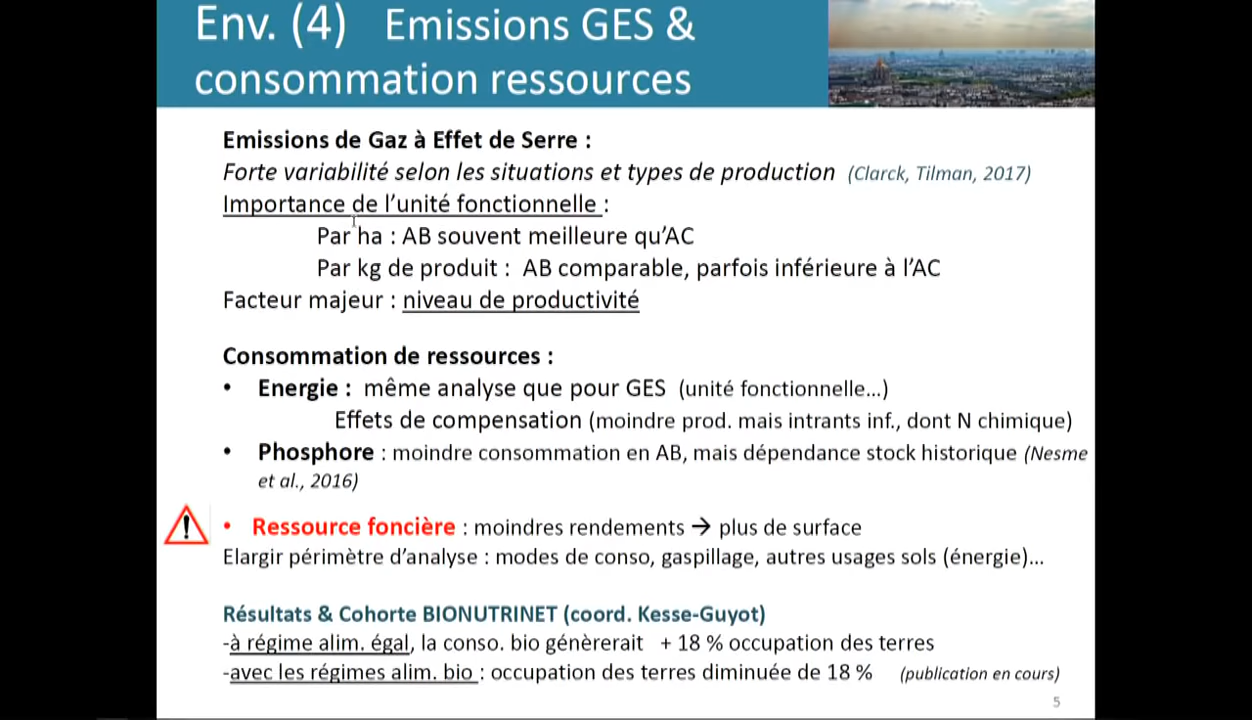 Env. (4) Emissions GES &
consommation ressources
Emissions de Gaz à Effet de Serre :
Forte variabilité selon les situations et types de production (Clarck, Tilman, 2017)
Importance de l'unité fonctionnelle :
Par ha : AB souvent meilleure qu'AC
Par kg de produit : AB comparable, parfois inférieure à l'AC
Facteur majeur : niveau de productivité
Consommation de ressources :
• Energie : même analyse que pour GES (unité fonctionnelle...)
Effets de compensation (moindre prod. mais intrants inf., dont N chimique)
• Phosphore : moindre consommation en AB, mais dépendance stock historique (Nesme
et al., 2016)
• Ressource foncière : moindres rendements → plus de surface
Elargir périmètre d'analyse : modes de conso, gaspillage, autres usages sols (énergie)...
Résultats & Cohorte BIONUTRINET (coord. Kesse-Guyot)
-à régime alim. égal, la conso. bio génèrerait + 18 % occupation des terres
-avec les régimes alim. bio : occupation des terres diminuée de 18 % (publication en cours)
5